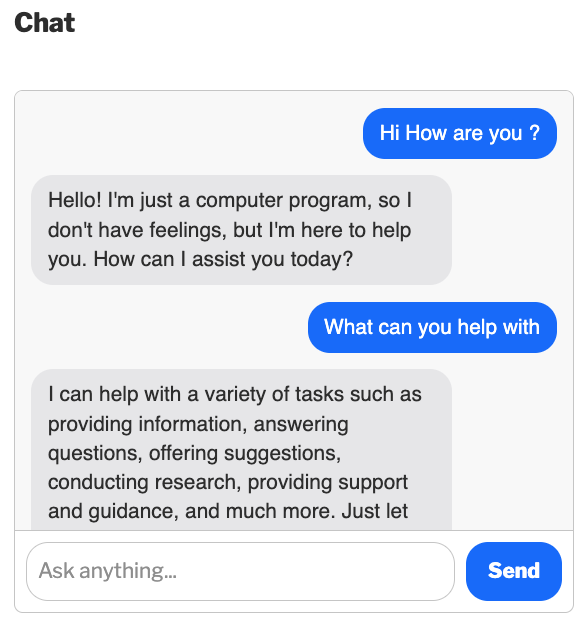 Chat
Hi How are you ?
Hello! I'm just a computer program, so I
don't have feelings, but I'm here to help
you. How can I assist you today?
What can you help with
I can help with a variety of tasks such as
providing information, answering
questions, offering suggestions,
conducting research, providing support
and guidance, and much more. Just let
Ask anything...
Send